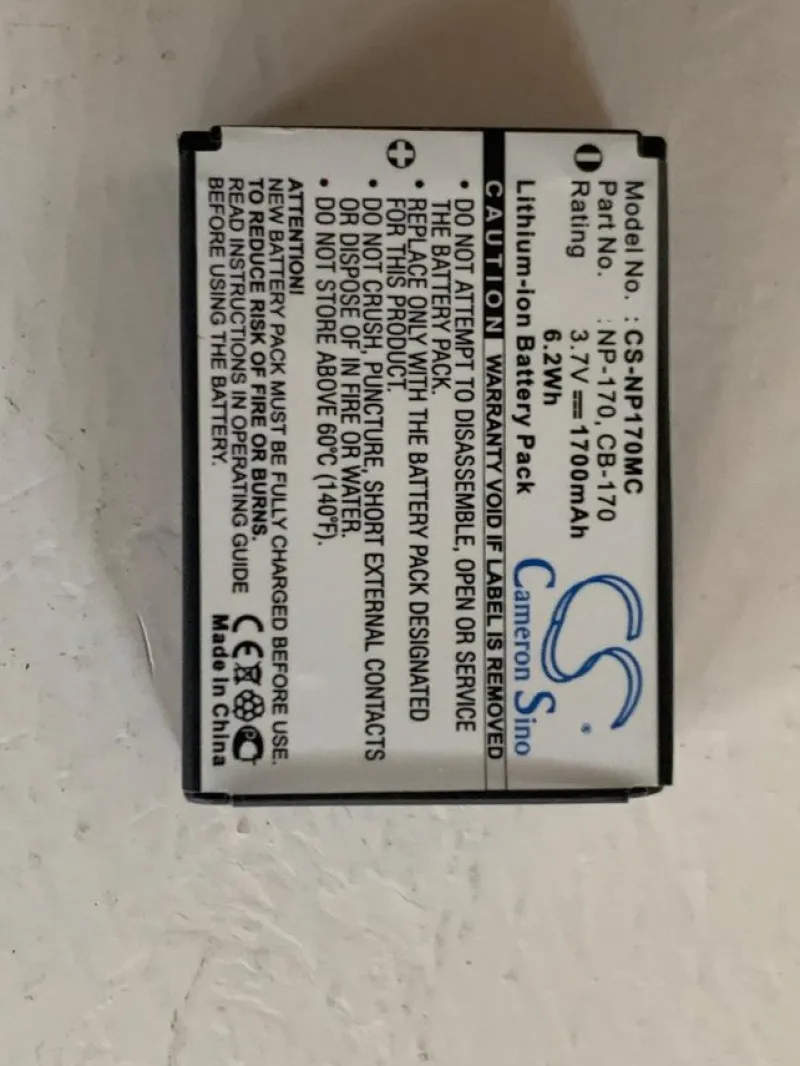 Model No. : CS-NP170MC
Part No. : NP-170, CB-170
Rating 3.7V 1700mAh
6.2Wh
Lithium-ion Battery Pack
CS
Cameron Sino
CAUTION WARRANTY VOID IF LABEL IS REMOVED
• DO NOT ATTEMPT TO DISASSEMBLE, OPEN OR SERVICE
THE BATTERY PACK.
• REPLACE ONLY WITH THE BATTERY PACK DESIGNATED
FOR THIS PRODUCT.
• DO NOT CRUSH, PUNCTURE, SHORT EXTERNAL CONTACTS
OR DISPOSE OF IN FIRE OR WATER.
• DO NOT STORE ABOVE 60°C (140°F).
ATTENTION!
NEW BATTERY PACK MUST BE FULLY CHARGED BEFORE USE.
TO REDUCE RISK OF FIRE OR BURNS.
READ INSTRUCTIONS IN OPERATING GUIDE
BEFORE USING THE BATTERY.
CE
Made In China